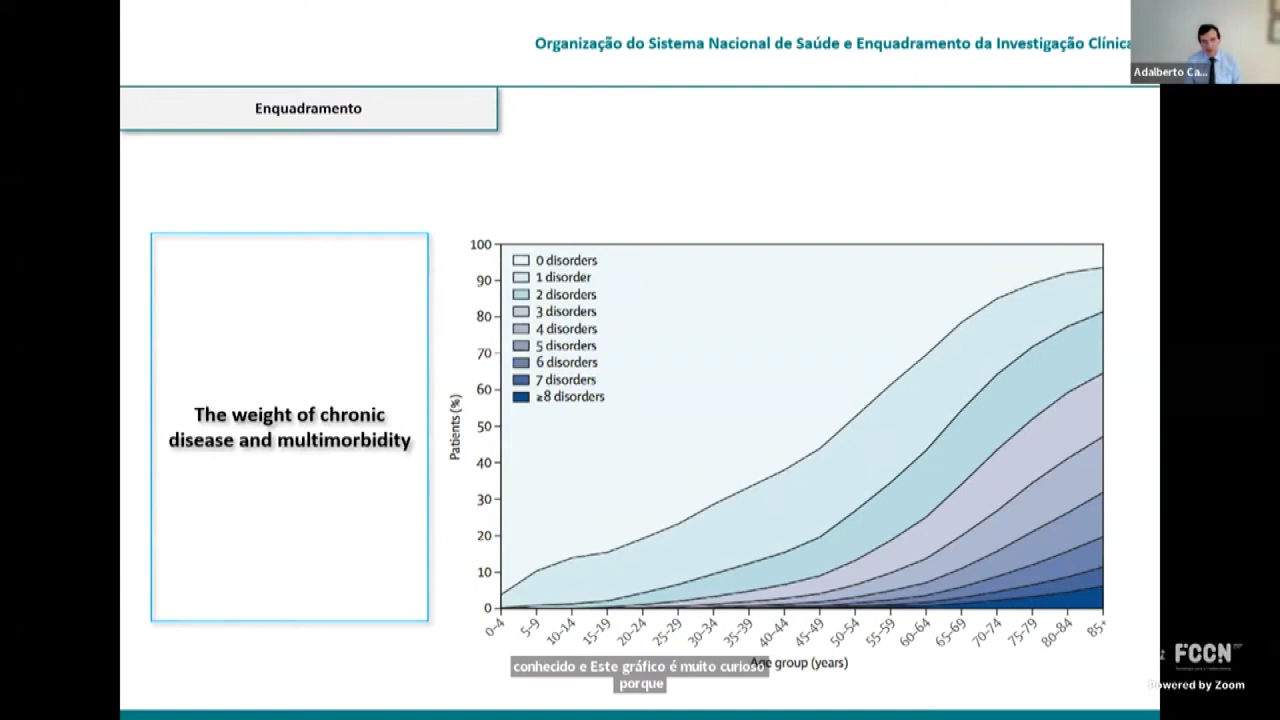 Organização do Sistema Nacional de Saúde e Enquadramento da Investigação Clínica
Adalberto Ca...
Enquadramento
The weight of chronic
disease and multimorbidity
Patients (%)
100
90
80
70
60
50
40
30
20
10
0
0 disorders
1 disorder
2 disorders
3 disorders
4 disorders
5 disorders
6 disorders
7 disorders
≥8 disorders
0-4
5-9
10-14
15-19
20-24
25-29
30-34
35-39
40-44
45-49
50-54
55-59
60-64
65-69
70-74
75-79
80-84
85+
Age group (years)
conhecido e Este gráfico é muito curioso
porque
FCCN
Powered by Zoom